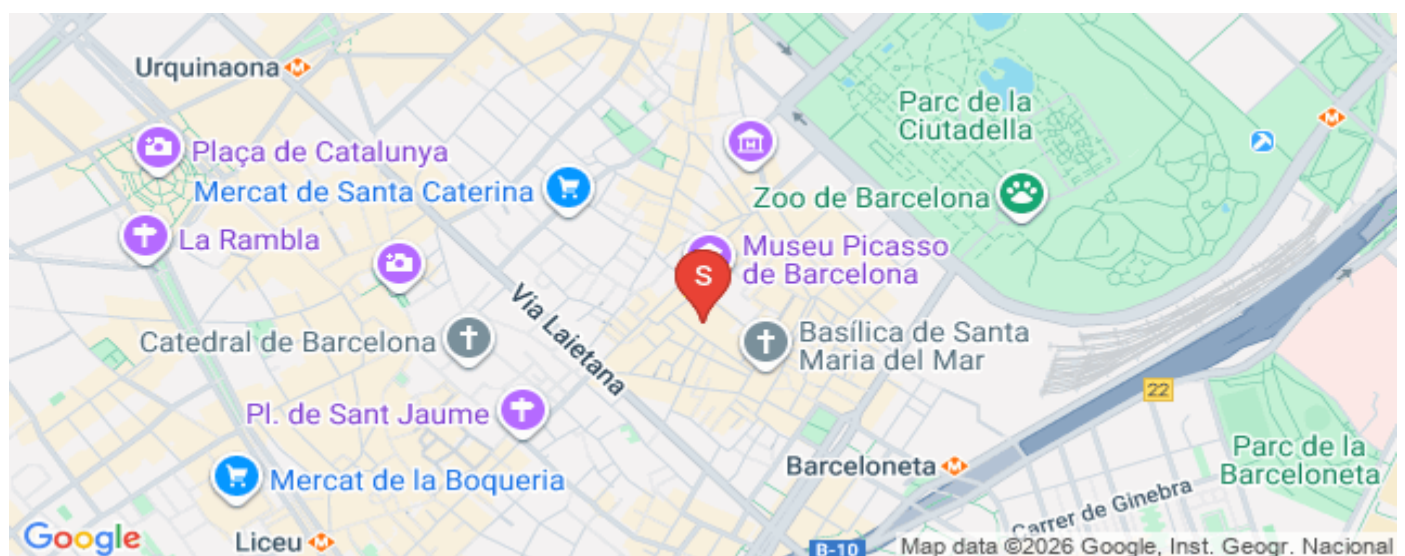 Urquinaona
Plaça de Catalunya
Mercat de Santa Caterina
La Rambla
Parc de la
Ciutadella
Zoo de Barcelona
Museu Picasso
de Barcelona
S
Via Laietana
Catedral de Barcelona
Basílica de Santa
Maria del Mar
Pl. de Sant Jaume
22
Mercat de la Boqueria
Barceloneta
Parc de la
Barceloneta
Carrer de Ginebra
Google
Liceu
B-10
Map data ©2026 Google, Inst. Geogr. Nacional